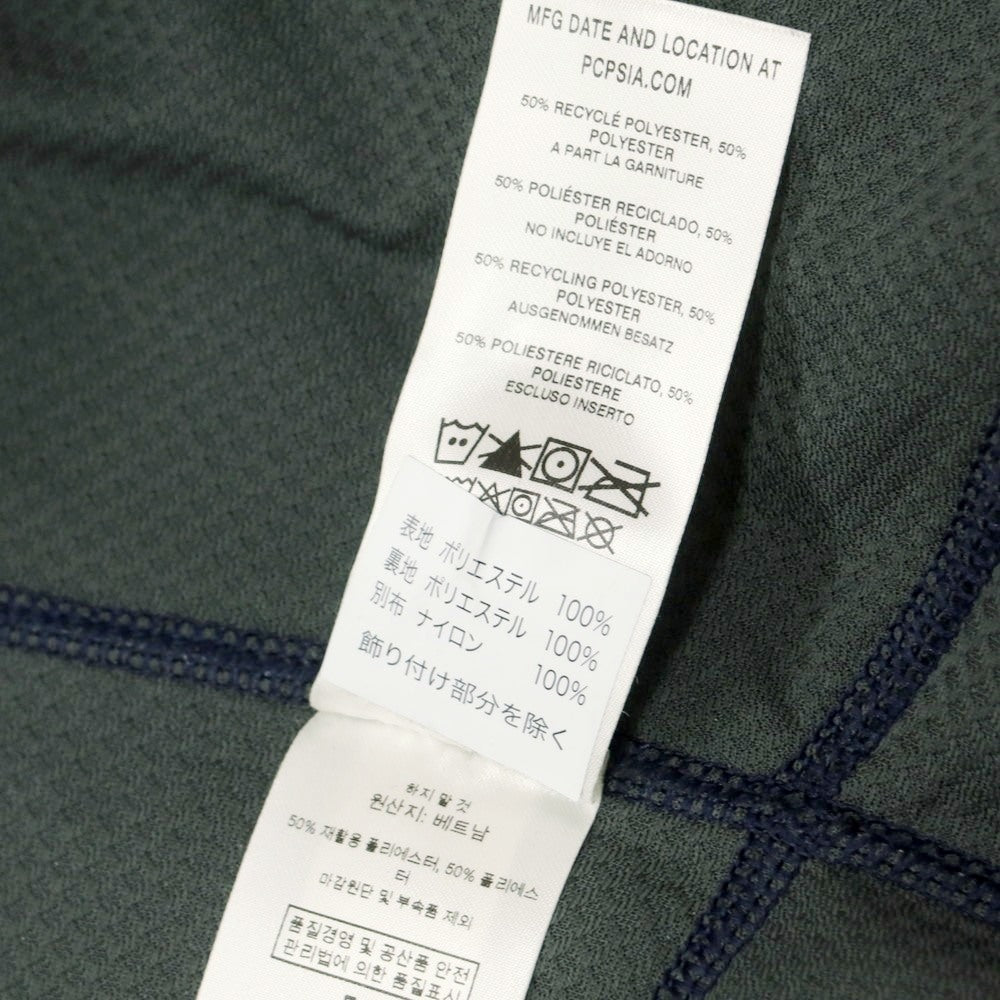 MFG DATE AND LOCATION AT
PCPSIA.COM
50% RECYCLÉ POLYESTER, 50%
POLYESTER
A PART LA GARNITURE
50% POLIÉSTER RECICLADO, 50%
POLIÉSTER
NO INCLUYE EL ADORNO
50% RECYCLING POLYESTER, 50%
POLYESTER
AUSGENOMMEN BESATZ
50% POLIESTERE RICICLATO, 50%
POLIESTERE
ESCLUSO INSERTO
表地 ポリエステル 100%
裏地 ポリエステル 100%
別布 ナイロン 100%
飾り付け部分を除く
하지 말 것
원산지: 베트남
50% 재활용 폴리에스터, 50% 폴리에스
터
마감원단 및 부속품 제외
품질경영 및 공산품 안전
관리법에 의한 품질표시